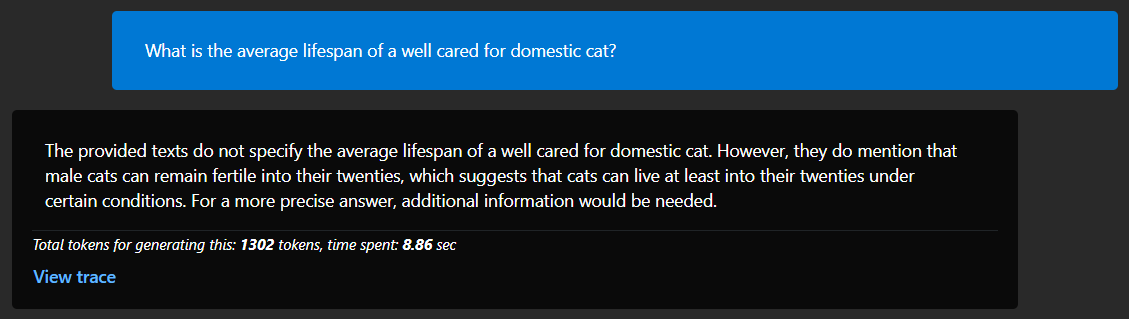 What is the average lifespan of a well cared for domestic cat?
The provided texts do not specify the average lifespan of a well cared for domestic cat. However, they do mention that
male cats can remain fertile into their twenties, which suggests that cats can live at least into their twenties under
certain conditions. For a more precise answer, additional information would be needed.
Total tokens for generating this: 1302 tokens, time spent: 8.86 sec
View trace